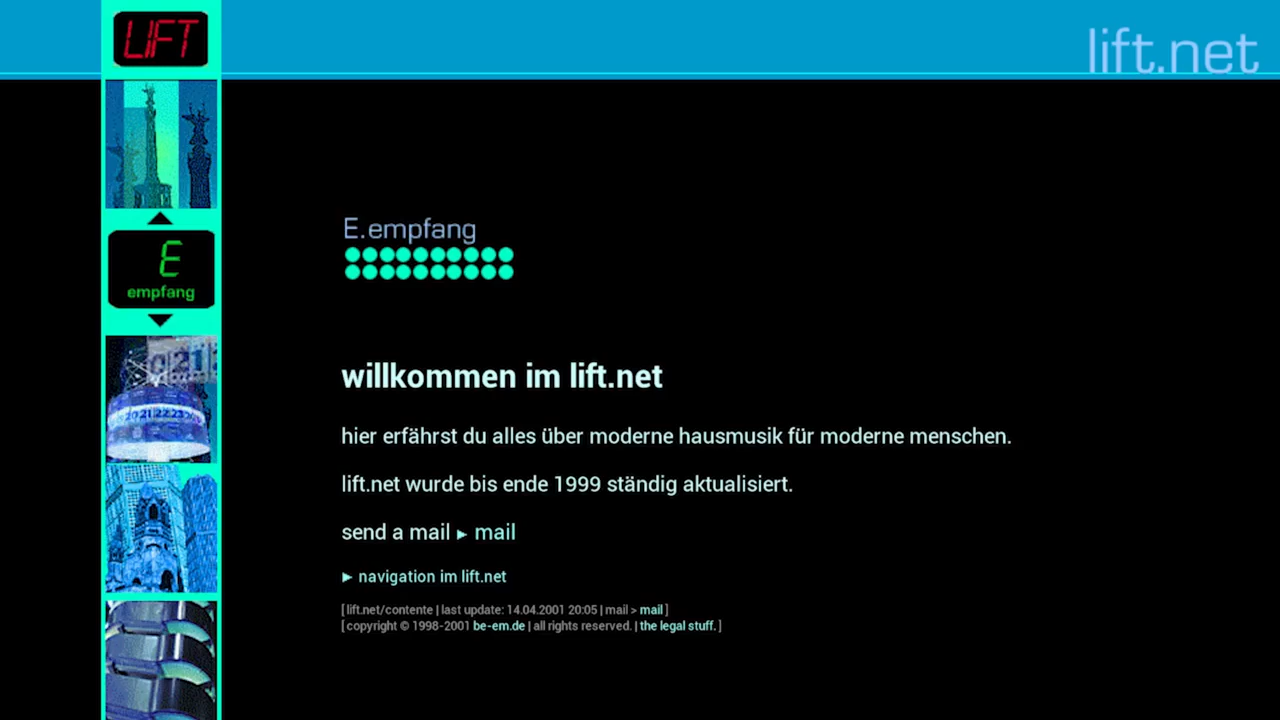 LIFT
lift.net
E
empfang
E.empfang
willkommen im lift.net
hier erfährst du alles über moderne hausmusik für moderne menschen.
lift.net wurde bis ende 1999 ständig aktualisiert.
send a mail ► mail
► navigation im lift.net
[ lift.net/contente | last update: 14.04.2001 20:05 | mail > mail ]
[ copyright © 1998-2001 be-em.de | all rights reserved. | the legal stuff. ]